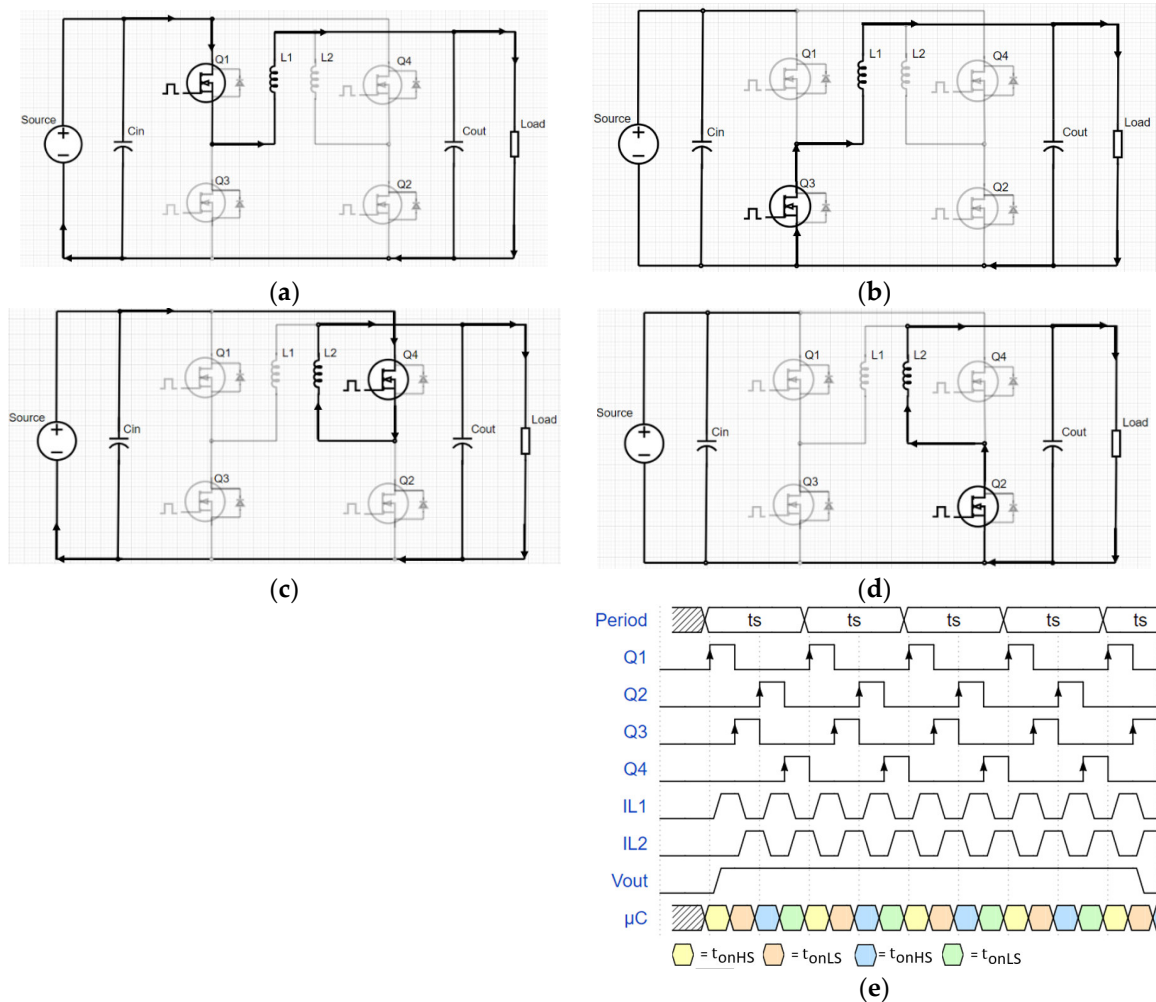 Q1
L1
L2
Q4
Source
Cin
Cout
Load
Q3
Q2
(a)
Q1
L1
L2
Q4
Source
Cin
Cout
Load
Q3
Q2
(b)
Q1
L1
L2
Q4
Source
Cin
Cout
Load
Q3
Q2
(c)
Q1
L1
L2
Q4
Source
Cin
Cout
Load
Q3
Q2
(d)
Period ts ts ts ts ts
Q1
Q2
Q3
Q4
IL1
IL2
Vout
µC
= tonHS = tonLS = tonHS = tonLS
(e)